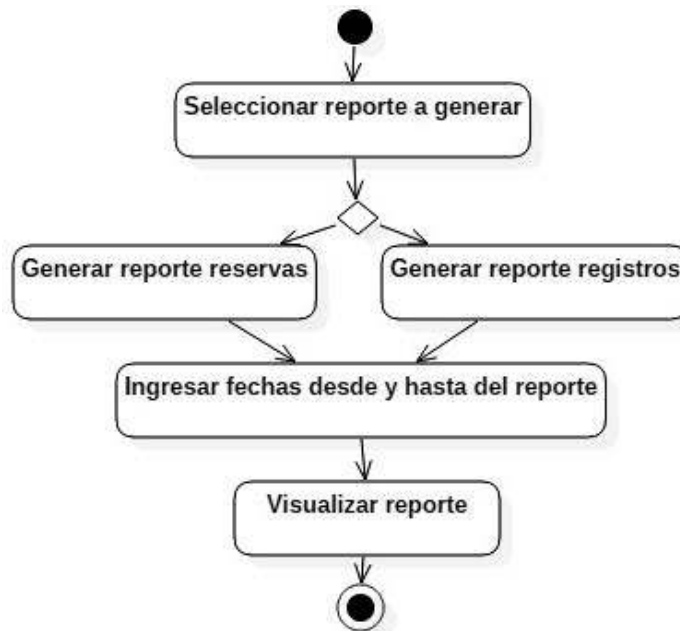 Seleccionar reporte a generar
Generar reporte reservas
Generar reporte registros
Ingresar fechas desde y hasta del reporte
Visualizar reporte